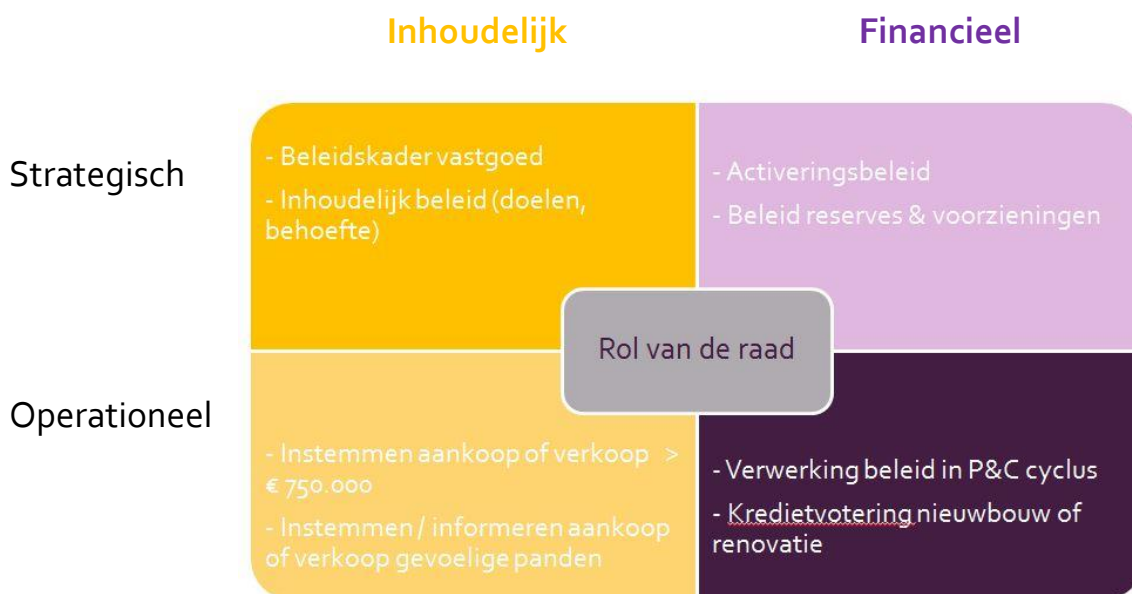 Inhoudelijk
Financieel
Strategisch
- Beleidskader vastgoed
- Inhoudelijk beleid (doelen,
behoefte)
- Activeringsbeleid
- Beleid reserves & voorzieningen
Rol van de raad
Operationeel
- Instemmen aankoop of verkoop >
€ 750.000
- Instemmen / informeren aankoop
of verkoop gevoelige panden
- Verwerking beleid in P&C cyclus
- Kredietvotering nieuwbouw of
renovatie